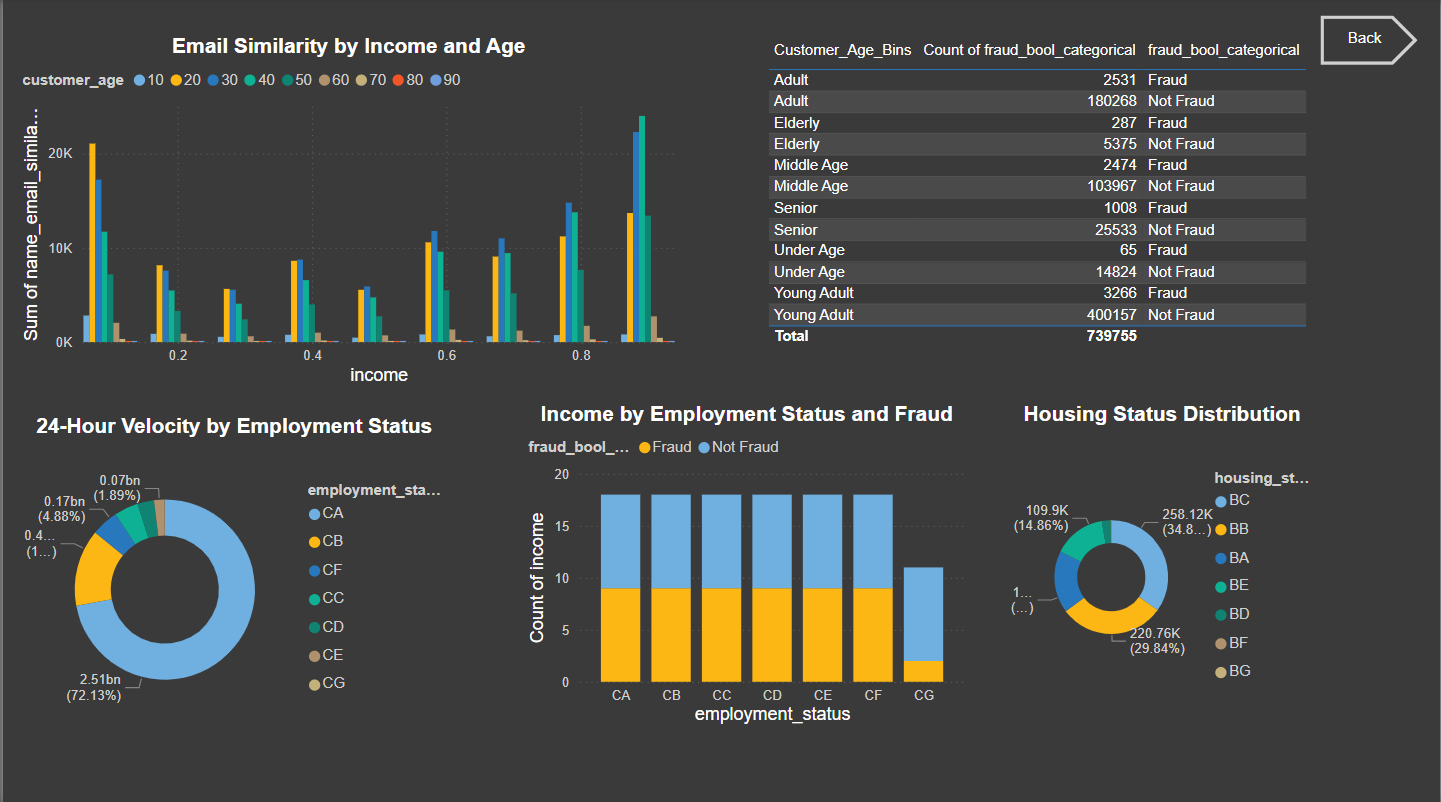 Back
Email Similarity by Income and Age
customer_age 10 20 30 40 50 60 70 80 90
Sum of name_email_simila...
20K
10K
0K
0.2 0.4 0.6 0.8
income
Customer_Age_Bins Count of fraud_bool_categorical fraud_bool_categorical
Adult 2531 Fraud
Adult 180268 Not Fraud
Elderly 287 Fraud
Elderly 5375 Not Fraud
Middle Age 2474 Fraud
Middle Age 103967 Not Fraud
Senior 1008 Fraud
Senior 25533 Not Fraud
Under Age 65 Fraud
Under Age 14824 Not Fraud
Young Adult 3266 Fraud
Young Adult 400157 Not Fraud
Total 739755
24-Hour Velocity by Employment Status
0.07bn
(1.89%)
0.17bn
(4.88%)
0.4...
(1...)
2.51bn
(72.13%)
employment_sta...
CA
CB
CF
CC
CD
CE
CG
Income by Employment Status and Fraud
fraud_bool_... Fraud Not Fraud
Count of income
20
15
10
5
0
CA CB CC CD CE CF CG
employment_status
Housing Status Distribution
109.9K
(14.86%)
258.12K
(34.8...)
1...
(...)
220.76K
(29.84%)
housing_st...
BC
BB
BA
BE
BD
BF
BG